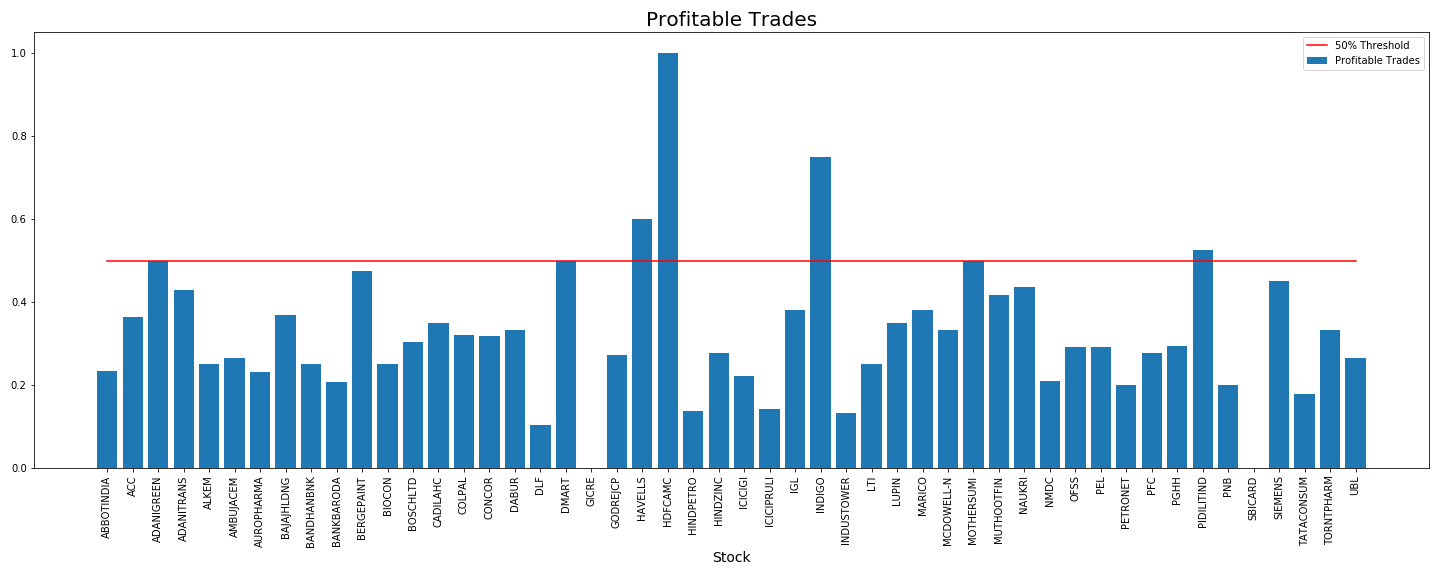 Profitable Trades
50% Threshold
Profitable Trades
1.0
0.8
0.6
0.4
0.2
0.0
ABBOTINDIA
ACC
ADANIGREEN
ADANITRANS
ALKEM
AMBUJACEM
AUROPHARMA
BAJAJHLDNG
BANDHANBNK
BANKBARODA
BERGEPAINT
BIOCON
BOSCHLTD
CADILAHC
COLPAL
CONCOR
DABUR
DLF
DMART
GICRE
GODREJCP
HAVELLS
HDFCAMC
HINDPETRO
HINDZINC
ICICIGI
ICICIPRULI
IGL
INDIGO
INDUSTOWER
LTI
LUPIN
MARICO
MCDOWELL-N
MOTHERSUMI
MUTHOOTFIN
NAUKRI
NMDC
OFSS
PEL
PETRONET
PFC
PGHH
PIDILITIND
PNB
SBICARD
SIEMENS
TATACONSUM
TORNTPHARM
UBL
Stock